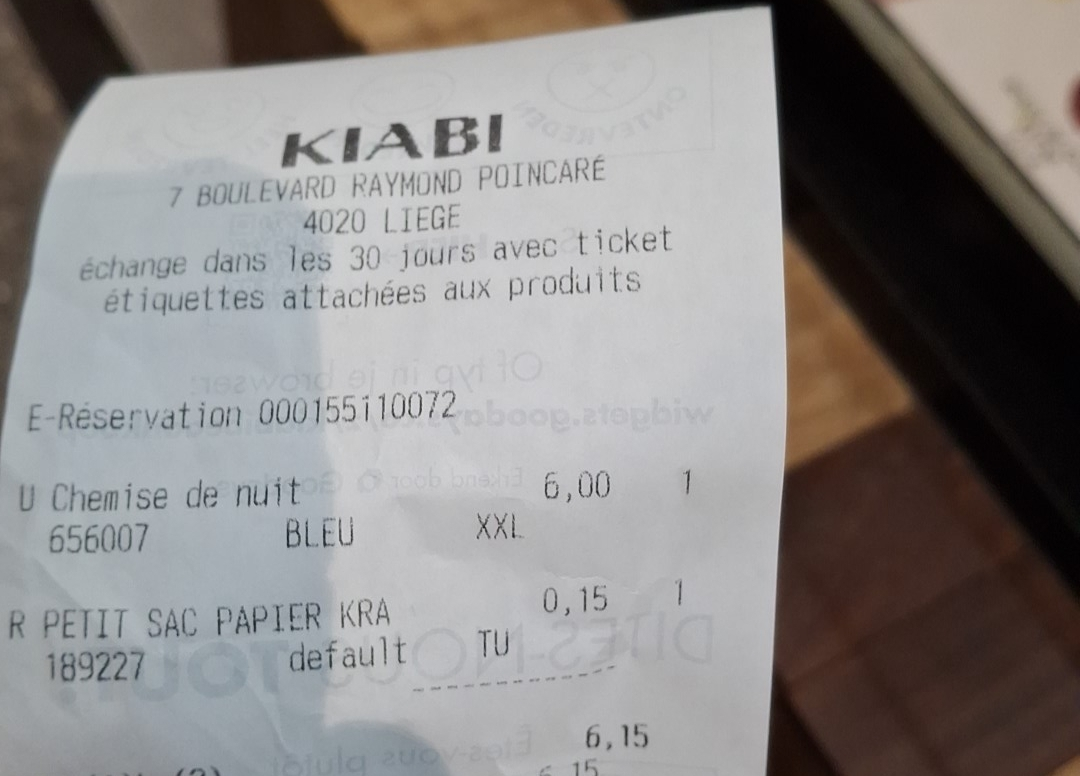 KIABI
7 BOULEVARD RAYMOND POINCARÉ
4020 LIEGE
échange dans les 30 jours avec ticket
étiquettes attachées aux produits
E-Réservation 000155110072
U Chemise de nuit 6,00 1
656007 BLEU XXL
R PETIT SAC PAPIER KRA 0,15 1
189227 default TU
6,15
6,15